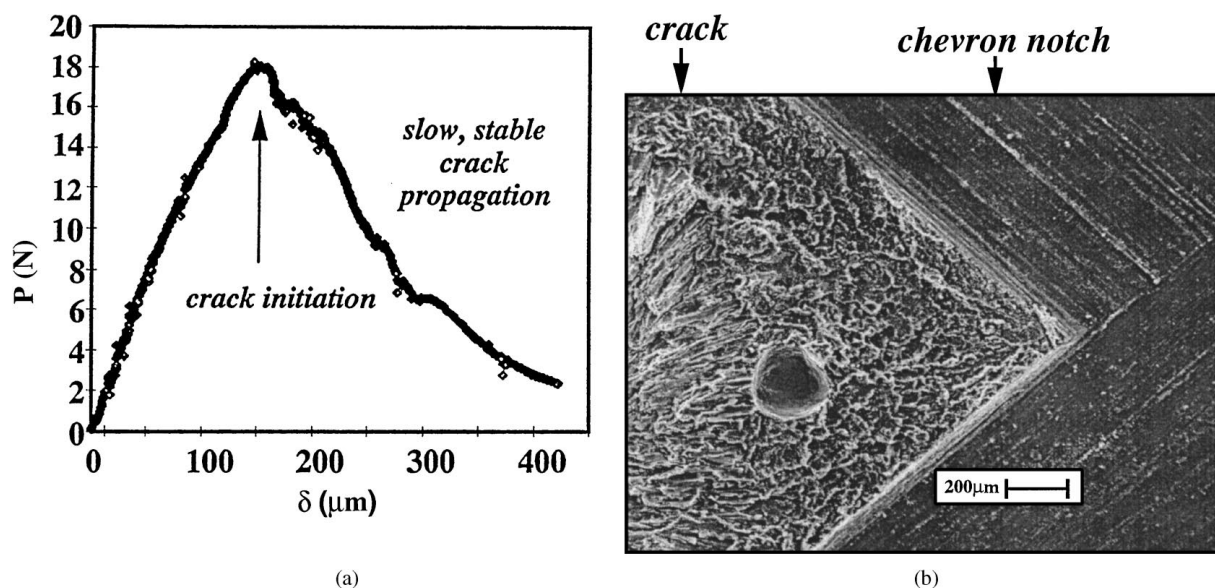 20
18
16
14
12
10
8
6
4
2
0
P (N)
slow, stable
crack
propagation
crack initiation
0
100
200
300
400
δ (μm)
(a)
crack
chevron notch
200μm
(b)